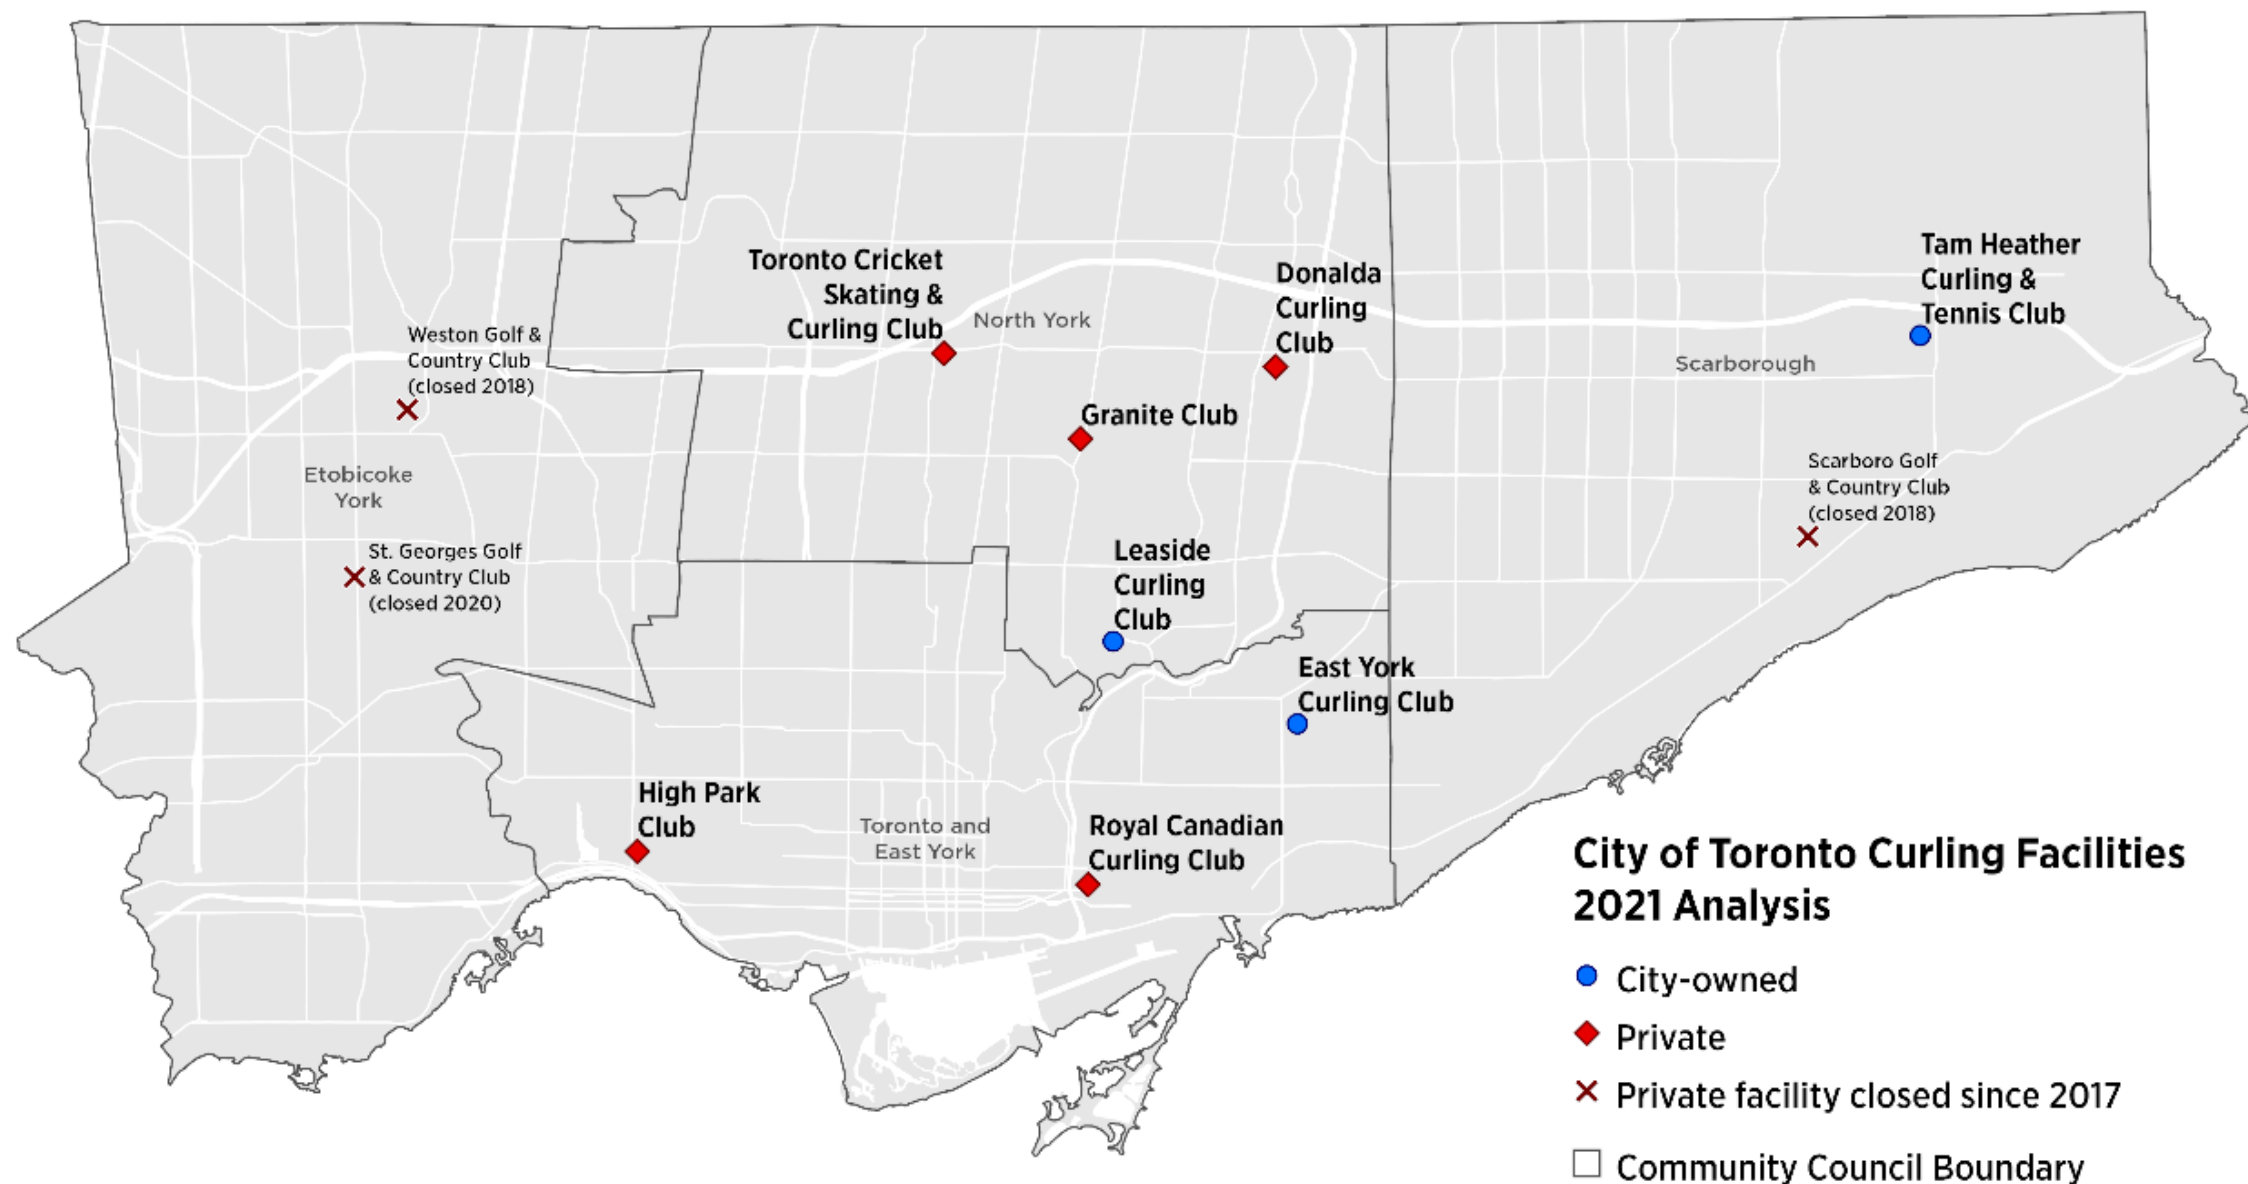 Toronto Cricket
Skating &
Curling Club
North York
Donalda
Curling
Club
Tam Heather
Curling &
Tennis Club
Weston Golf &
Country Club
(closed 2018)
Scarborough
Granite Club
Etobicoke
York
Scarboro Golf
& Country Club
(closed 2018)
St. Georges Golf
& Country Club
(closed 2020)
Leaside
Curling
Club
East York
Curling Club
High Park
Club
Toronto and
East York
Royal Canadian
Curling Club
City of Toronto Curling Facilities
2021 Analysis
City-owned
Private
Private facility closed since 2017
Community Council Boundary